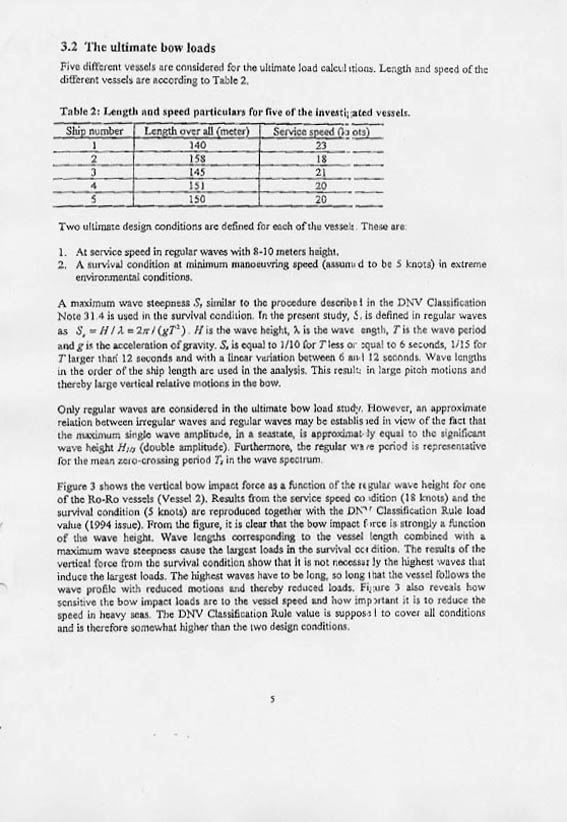 3.2 The ultimate bow loads
Five different vessels are considered for the ultimate load calculations. Length and speed of the
different vessels are according to Table 2.
Table 2: Length and speed particulars for five of the investigated vessels.
Ship number Length over all (meter) Service speed (knots)
1 140 23
2 158 18
3 145 21
4 151 20
5 150 20
Two ultimate design conditions are defined for each of the vessels. These are:
1. At service speed in regular waves with 8-10 meters height.
2. A survival condition at minimum manoeuvring speed (assumed to be 5 knots) in extreme
environmental conditions.
A maximum wave steepness S, similar to the procedure described in the DNV Classification
Note 31.4 is used in the survival condition. In the present study, S, is defined in regular waves
as Sₛ = H / λ = 2π / (gT²). H is the wave height, λ is the wave length, T is the wave period
and g is the acceleration of gravity. Sₛ is equal to 1/10 for T less or equal to 6 seconds, 1/15 for
T larger than 12 seconds and with a linear variation between 6 and 12 seconds. Wave lengths
in the order of the ship length are used in the analysis. This results in large pitch motions and
thereby large vertical relative motions in the bow.
Only regular waves are considered in the ultimate bow load study. However, an approximate
relation between irregular waves and regular waves may be established in view of the fact that
the maximum single wave amplitude, in a seastate, is approximately equal to the significant
wave height H₁/₃ (double amplitude). Furthermore, the regular wave period is representative
for the mean zero-crossing period T, in the wave spectrum.
Figure 3 shows the vertical bow impact force as a function of the regular wave height for one
of the Ro-Ro vessels (Vessel 2). Results from the service speed condition (18 knots) and the
survival condition (5 knots) are reproduced together with the DNV Classification Rule load
value (1994 issue). From the figure, it is clear that the bow impact force is strongly a function
of the wave height. Wave lengths corresponding to the vessel length combined with a
maximum wave steepness cause the largest loads in the survival condition. The results of the
vertical force from the survival condition show that it is not necessarily the highest waves that
induce the largest loads. The highest waves have to be long, so long that the vessel follows the
wave profile with reduced motions and thereby reduced loads. Figure 3 also reveals how
sensitive the bow impact loads are to the vessel speed and how important it is to reduce the
speed in heavy seas. The DNV Classification Rule value is supposed to cover all conditions
and is therefore somewhat higher than the two design conditions.
5